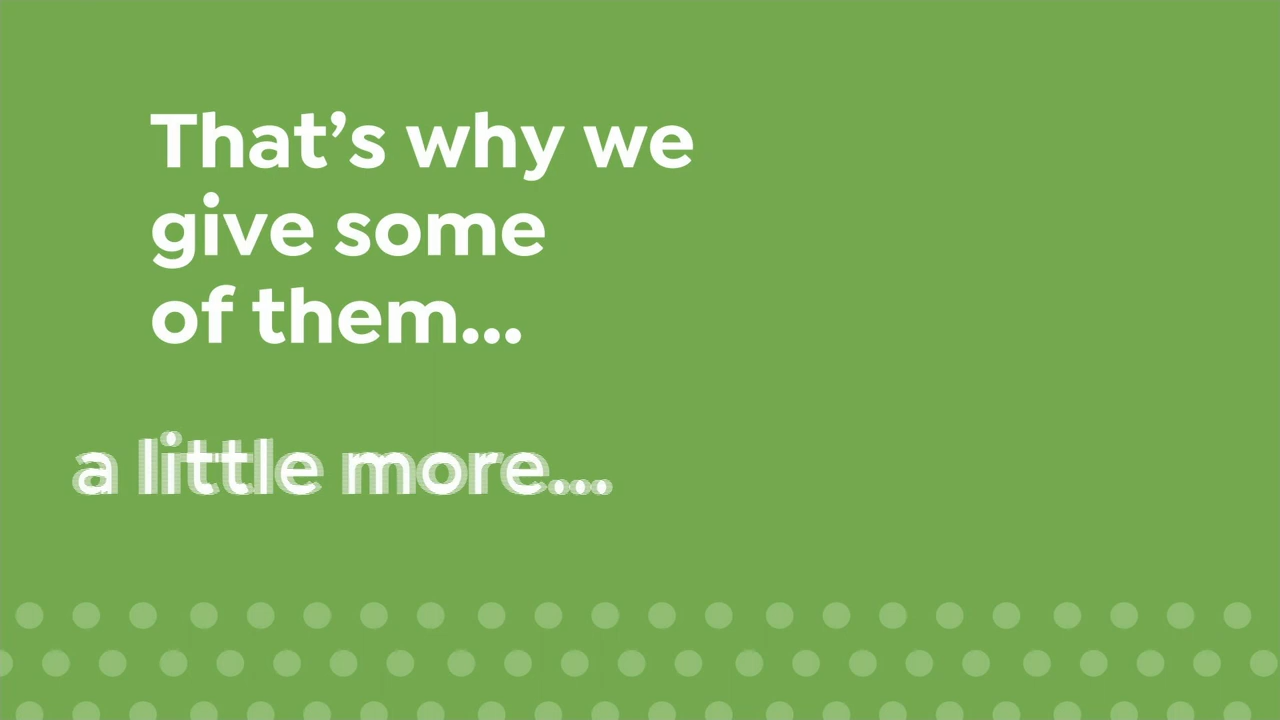 That’s why we
give some
of them...
a little more...